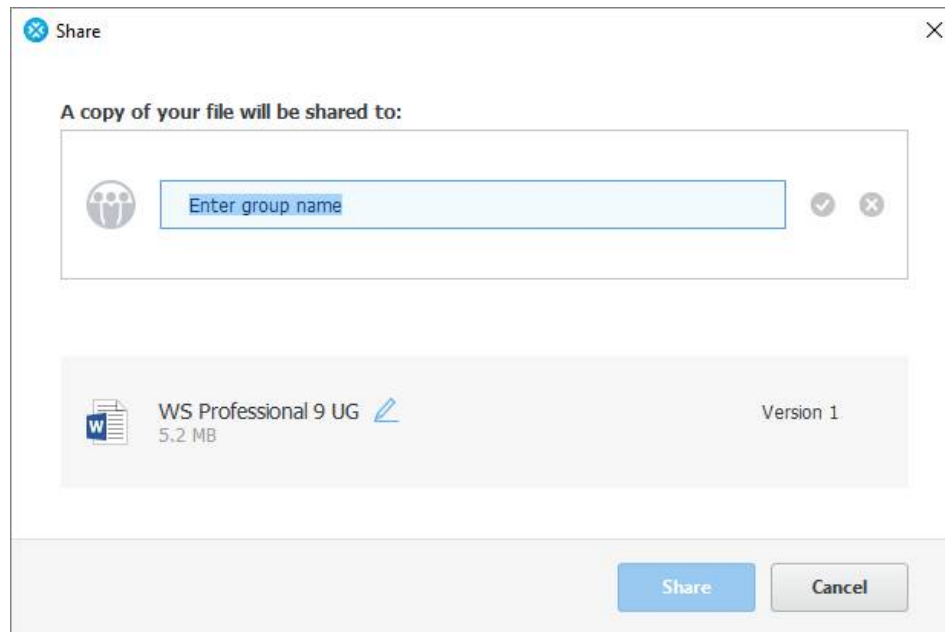 Share
A copy of your file will be shared to:
Enter group name
W
WS Professional 9 UG
5.2 MB
Version 1
Share
Cancel